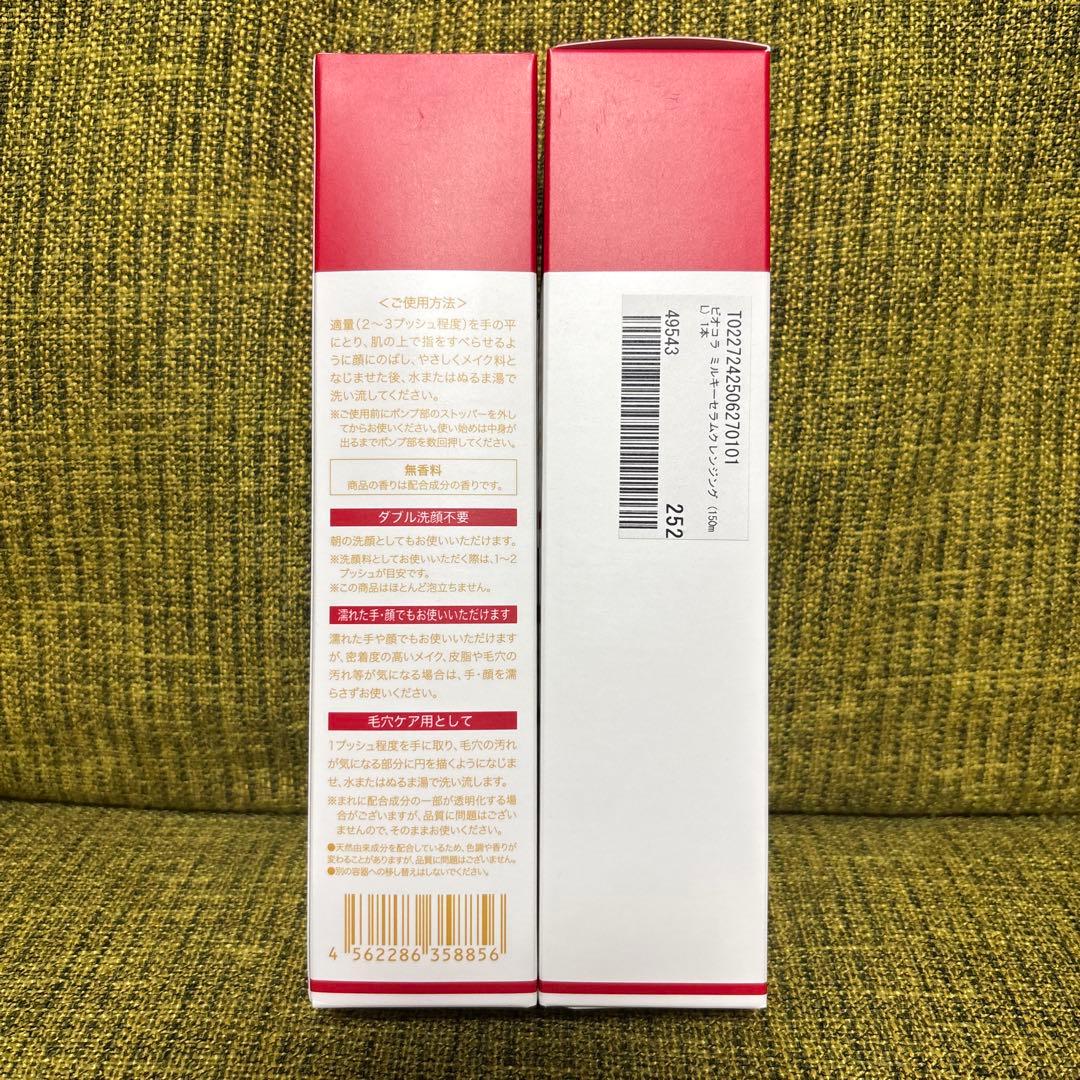 ＜ご使用方法＞
適量（2〜3プッシュ程度）を手の平
にとり、肌の上で指をすべらせるよ
うに顔にのばし、やさしくメイク料と
なじませた後、水またはぬるま湯で
洗い流してください。
※ご使用前にポンプ部のストッパーを外し
てからお使いください。使い始めは中身が
出るまでポンプ部を数回押してください。
無香料
商品の香りは配合成分の香りです。
ダブル洗顔不要
朝の洗顔としてもお使いいただけます。
※洗顔料としてお使いいただく際は、1〜2
プッシュが目安です。
※この商品はほとんど泡立ちません。
濡れた手・顔でもお使いいただけます
濡れた手や顔でもお使いいただけます
が、密着度の高いメイク、皮脂や毛穴の
汚れ等が気になる場合は、手・顔を濡
らさずお使いください。
毛穴ケア用として
1プッシュ程度を手に取り、毛穴の汚れ
が気になる部分に円を描くようになじま
せ、水またはぬるま湯で洗い流します。
※まれに配合成分の一部が透明化する場
合がございますが、品質に問題はござい
ませんので、そのままお使いください。
●天然由来成分を配合しているため、色調や香りが
変わることがありますが、品質に問題はございません。
●別の容器への移し替えはしないでください。
4 562286 358856
T0227242506270101
ビオコラ ミルキーセラムクレンジング（150m
L） 1本
49543
252